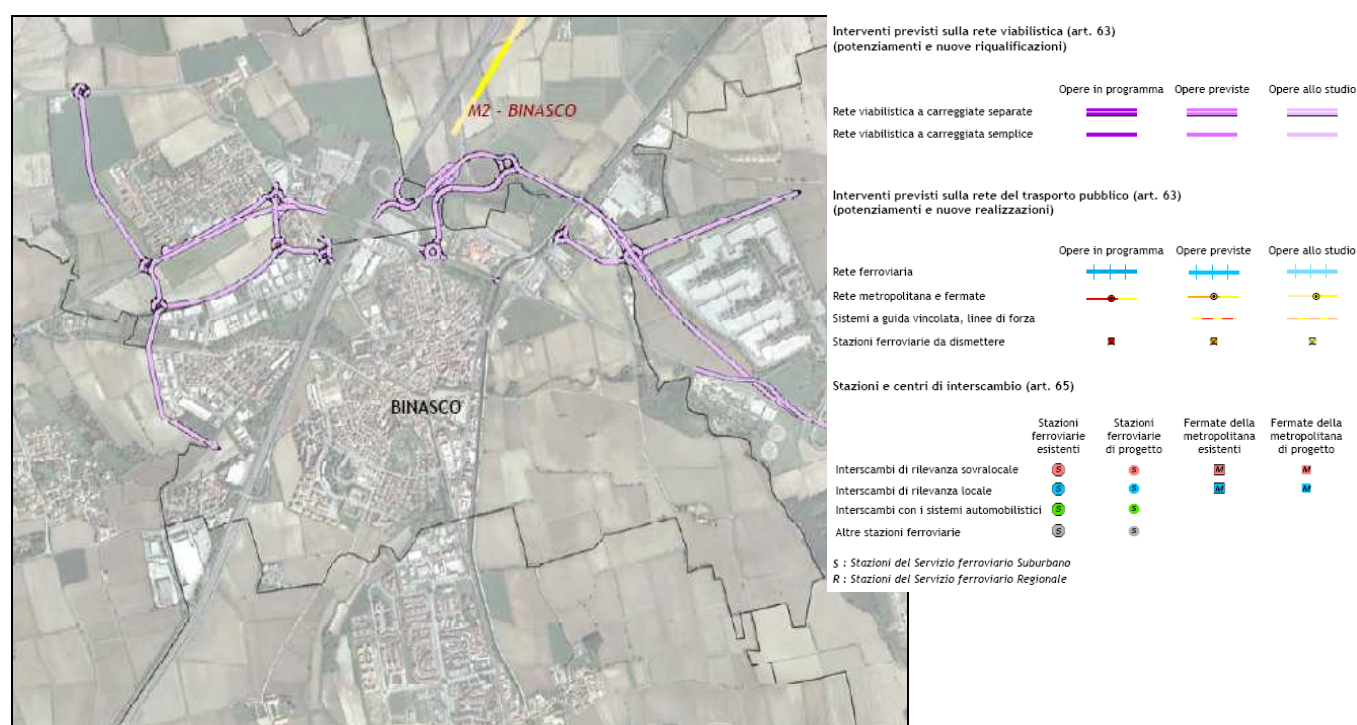 M2 - BINASCO
BINASCO
Interventi previsti sulla rete viabilistica (art. 63)
(potenziamenti e nuove riqualificazioni)
Opere in programma Opere previste Opere allo studio
Rete viabilistica a carreggiate separate
Rete viabilistica a carreggiata semplice
Interventi previsti sulla rete del trasporto pubblico (art. 63)
(potenziamenti e nuove realizzazioni)
Opere in programma Opere previste Opere allo studio
Rete ferroviaria
Rete metropolitana e fermate
Sistemi a guida vincolata, linee di forza
Stazioni ferroviarie da dismettere
Stazioni e centri di interscambio (art. 65)
Stazioni Stazioni Fermate della Fermate della
ferroviarie ferroviarie metropolitana metropolitana
esistenti di progetto esistenti di progetto
Interscambi di rilevanza sovralocale S S M M
Interscambi di rilevanza locale S S M M
Interscambi con i sistemi automobilistici S S
Altre stazioni ferroviarie S S
S : Stazioni del Servizio ferroviario Suburbano
R : Stazioni del Servizio ferroviario Regionale